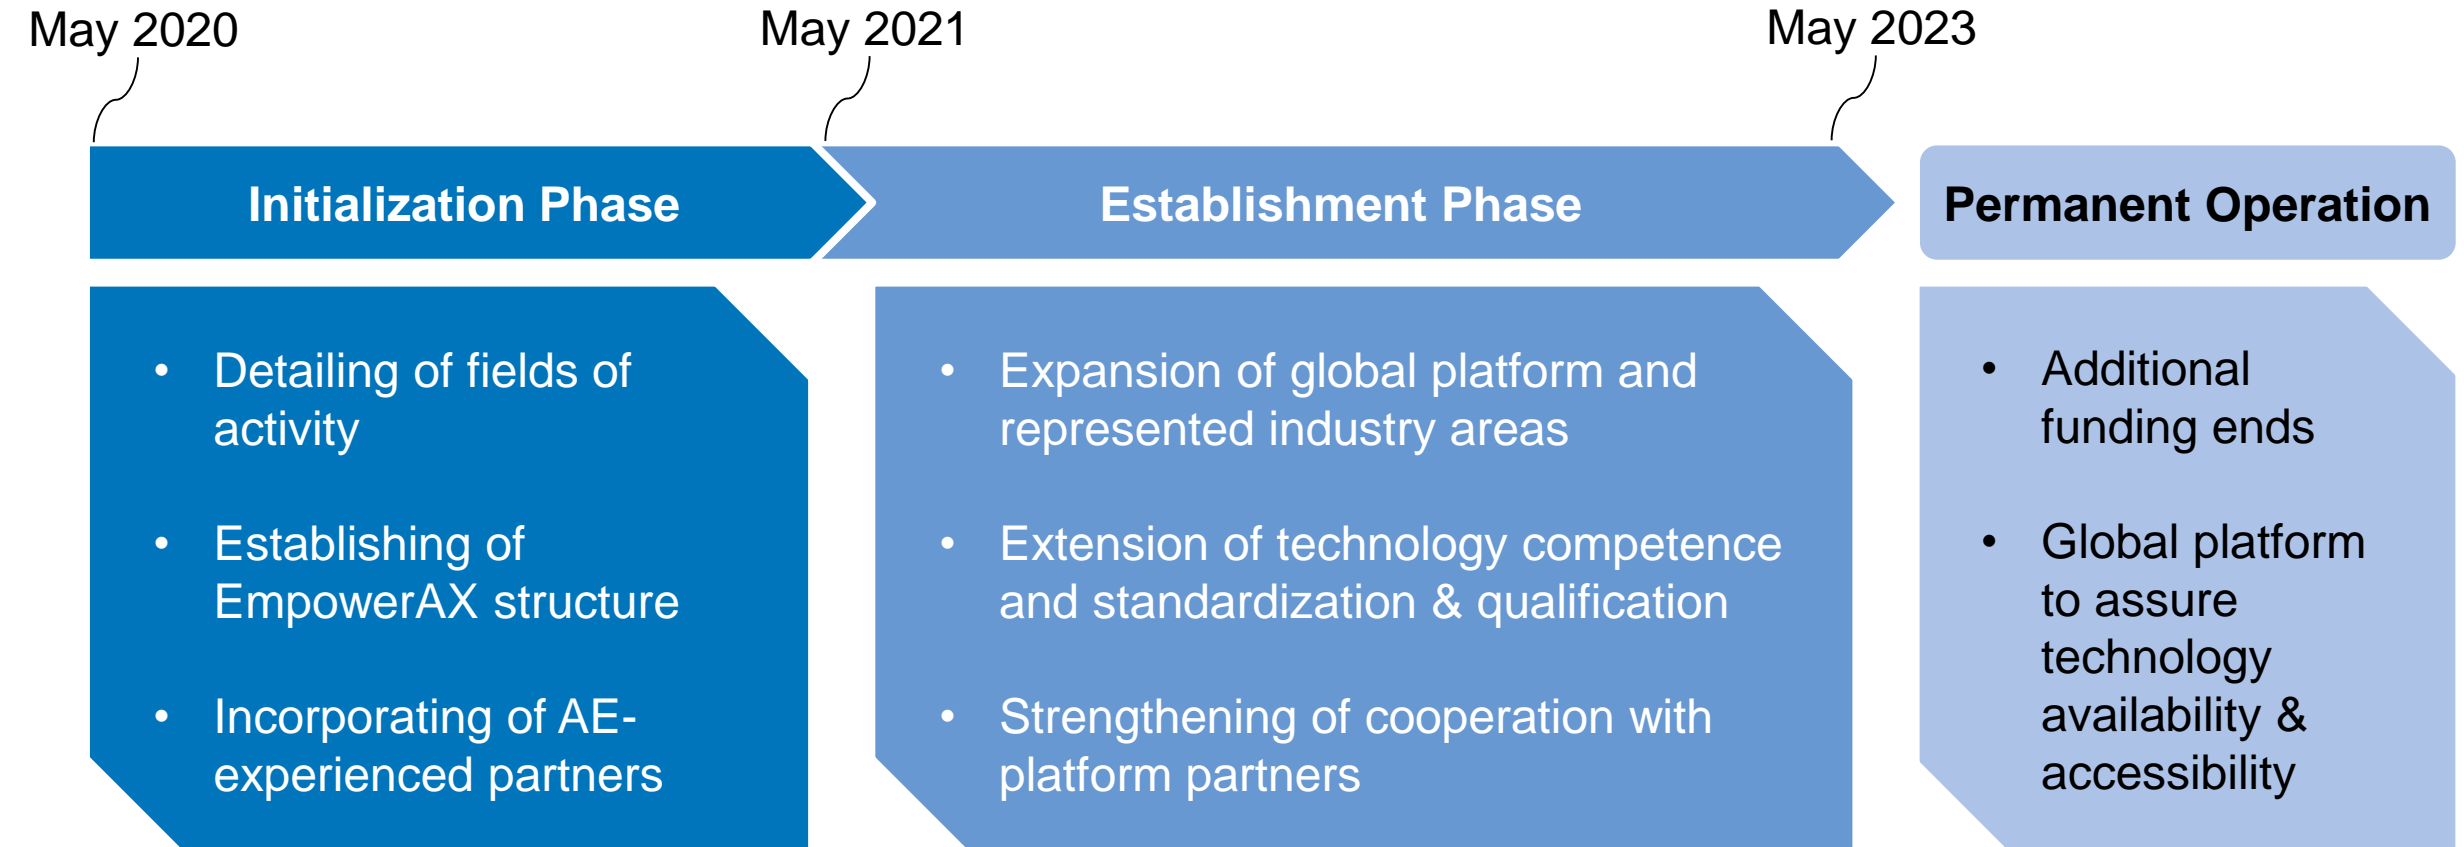 May 2020
May 2021
May 2023
Initialization Phase
Establishment Phase
Permanent Operation
• Detailing of fields of
activity
• Establishing of
EmpowerAX structure
• Incorporating of AE-
experienced partners
• Expansion of global platform and
represented industry areas
• Extension of technology competence
and standardization & qualification
• Strengthening of cooperation with
platform partners
• Additional
funding ends
• Global platform
to assure
technology
availability &
accessibility